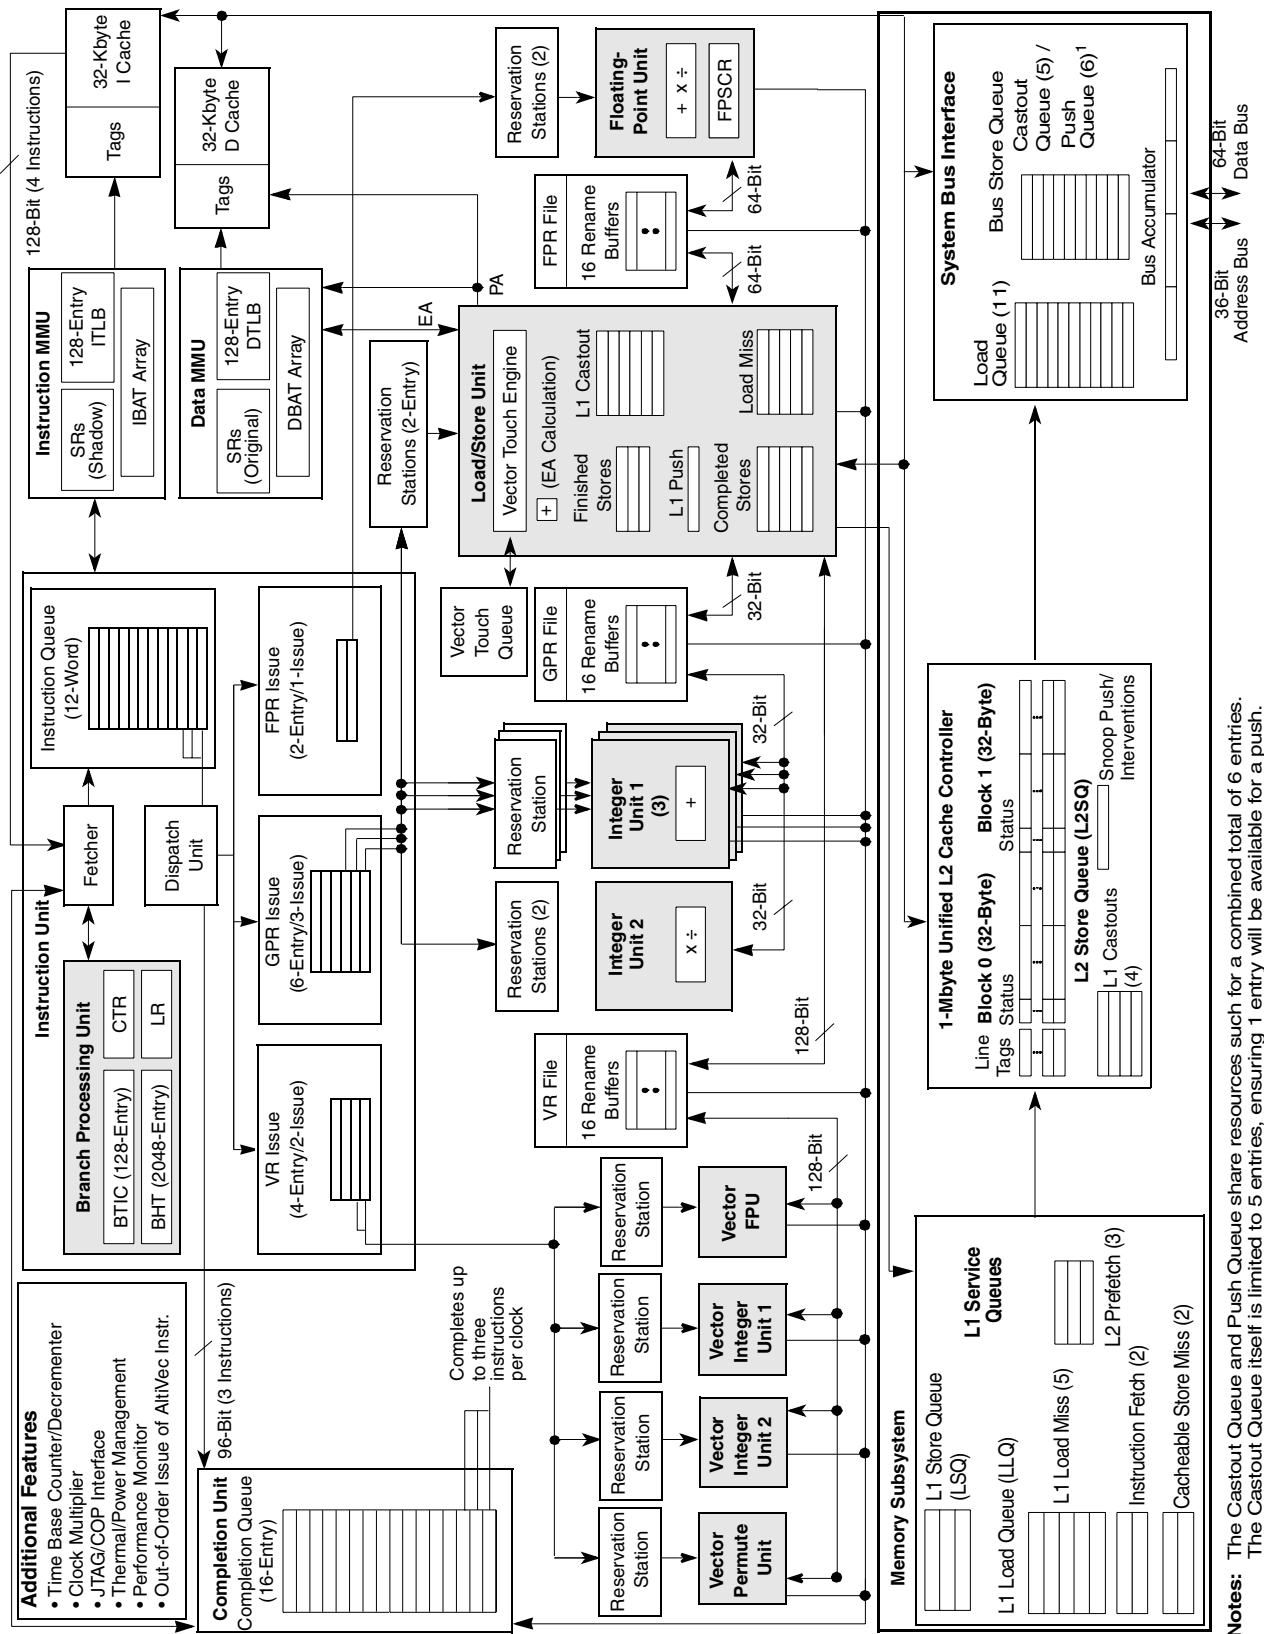 Additional Features
• Time Base Counter/Decrementer
• Clock Multiplier
• JTAG/COP Interface
• Thermal/Power Management
• Performance Monitor
• Out-of-Order Issue of AltiVec Instr.
Instruction Unit
Branch Processing Unit
BTIC (128-Entry)
CTR
BHT (2048-Entry)
LR
Fetcher
Instruction Queue
(12-Word)
Dispatch
Unit
VR Issue
(4-Entry/2-Issue)
GPR Issue
(6-Entry/3-Issue)
FPR Issue
(2-Entry/1-Issue)
128-Bit (4 Instructions)
Instruction MMU
SRs
(Shadow)
128-Entry
ITLB
IBAT Array
Tags
32-Kbyte
I Cache
Data MMU
SRs
(Original)
128-Entry
DTLB
DBAT Array
Tags
32-Kbyte
D Cache
96-Bit (3 Instructions)
Completion Unit
Completion Queue
(16-Entry)
Completes up
to three
instructions
per clock
Reservation
Stations (2-Entry)
EA
PA
Vector
Touch
Queue
Load/Store Unit
Vector Touch Engine
+
(EA Calculation)
Finished
Stores
L1 Castout
L1 Push
Completed
Stores
Load Miss
Reservation
Station
Reservation
Station
Reservation
Station
Reservation
Station
Vector
Permute
Unit
Vector
Integer
Unit 2
Vector
Integer
Unit 1
Vector
FPU
128-Bit
VR File
16 Rename
Buffers
128-Bit
Reservation
Stations (2)
Integer
Unit 2
x ÷
32-Bit
Reservation
Station
Integer
Unit 1
(3)
+
32-Bit
GPR File
16 Rename
Buffers
32-Bit
FPR File
16 Rename
Buffers
64-Bit
64-Bit
Reservation
Stations (2)
Floating-
Point Unit
+ x ÷
FPSCR
Memory Subsystem
L1 Store Queue
(LSQ)
L1 Service
Queues
L1 Load Queue (LLQ)
L1 Load Miss (5)
L2 Prefetch (3)
Instruction Fetch (2)
Cacheable Store Miss (2)
1-Mbyte Unified L2 Cache Controller
Line
Tags
Block 0 (32-Byte)
Status
Block 1 (32-Byte)
Status
L2 Store Queue (L2SQ)
L1 Castouts
(4)
Snoop Push/
Interventions
System Bus Interface
Load
Queue (11)
Bus Store Queue
Castout
Queue (5) /
Push
Queue (6)1
Bus Accumulator
36-Bit
Address Bus
64-Bit
Data Bus
Notes: The Castout Queue and Push Queue share resources such for a combined total of 6 entries.
The Castout Queue itself is limited to 5 entries, ensuring 1 entry will be available for a push.